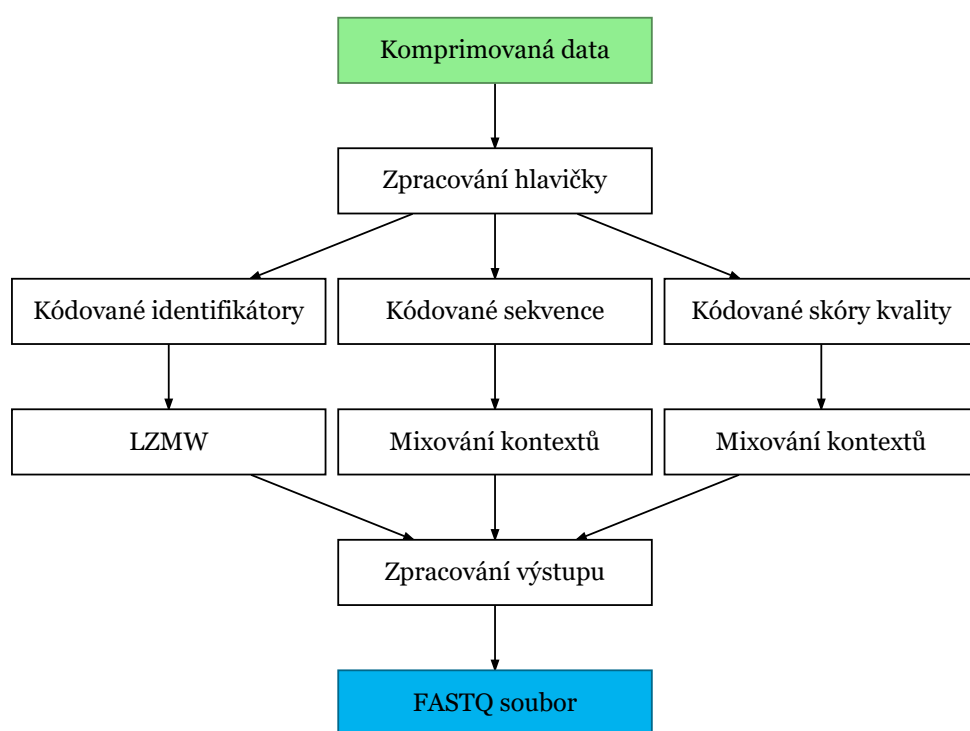 Komprimovaná data
Zpracování hlavičky
Kódované identifikátory
Kódované sekvence
Kódované skóry kvality
LZMW
Mixování kontextů
Mixování kontextů
Zpracování výstupu
FASTQ soubor